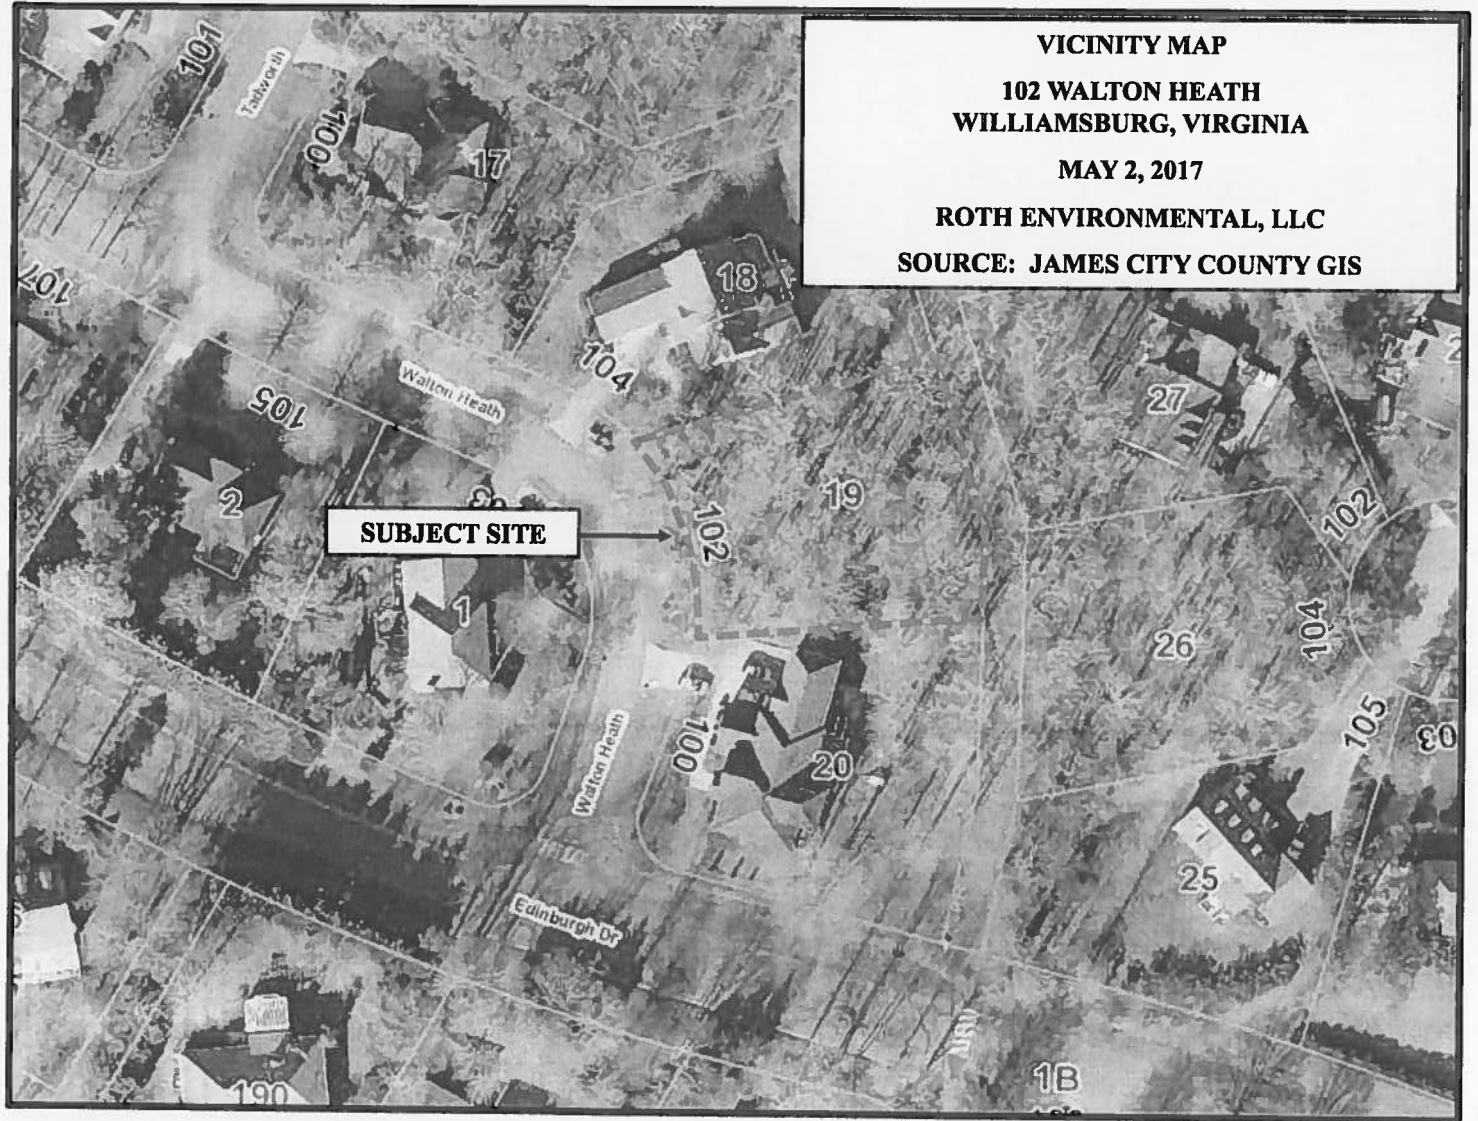 VICINITY MAP
102 WALTON HEATH
WILLIAMSBURG, VIRGINIA
MAY 2, 2017
ROTH ENVIRONMENTAL, LLC
SOURCE: JAMES CITY COUNTY GIS
101
Tadworth
100
17
18
107
104
Walton Heath
105
27
2
19
102
102
SUBJECT SITE
1
104
26
100
105
03
20
Walton Heath
25
Edinburgh Dr
1B
190